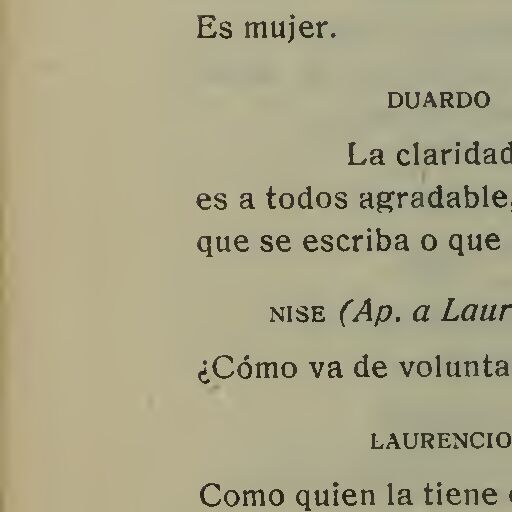 Es mujer.
DUARDO
La claridad
es a todos agradable,
que se escriba o que
NISE (Ap. a Laur
¿Cómo va de volunta
LAURENCIO
Como quien la tiene